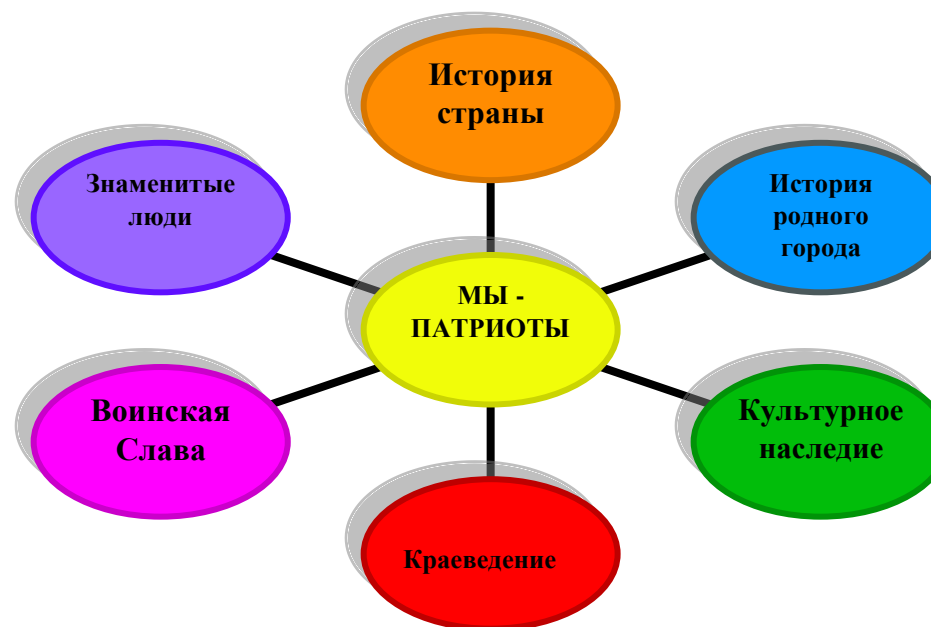 История
страны
Знаменитые
люди
История
родного
города
МЫ -
ПАТРИОТЫ
Воинская
Слава
Культурное
наследие
Краеведение